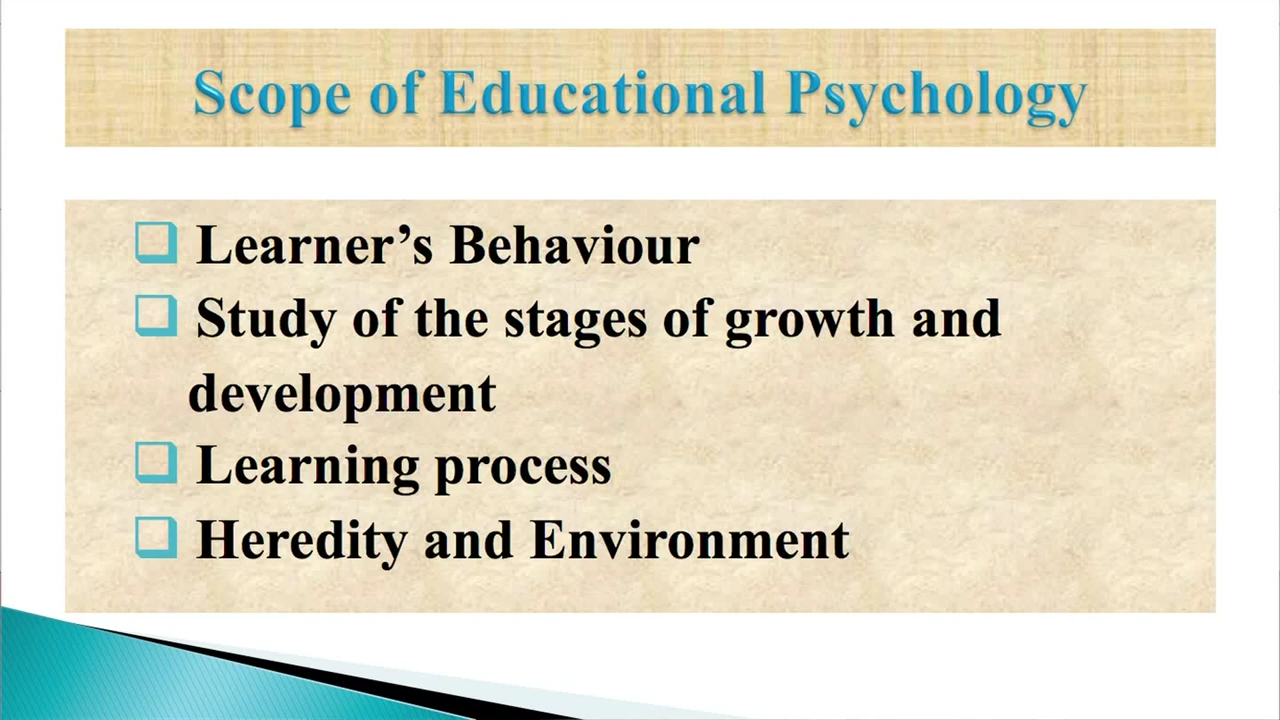 Scope of Educational Psychology
Learner’s Behaviour
Study of the stages of growth and
development
Learning process
Heredity and Environment